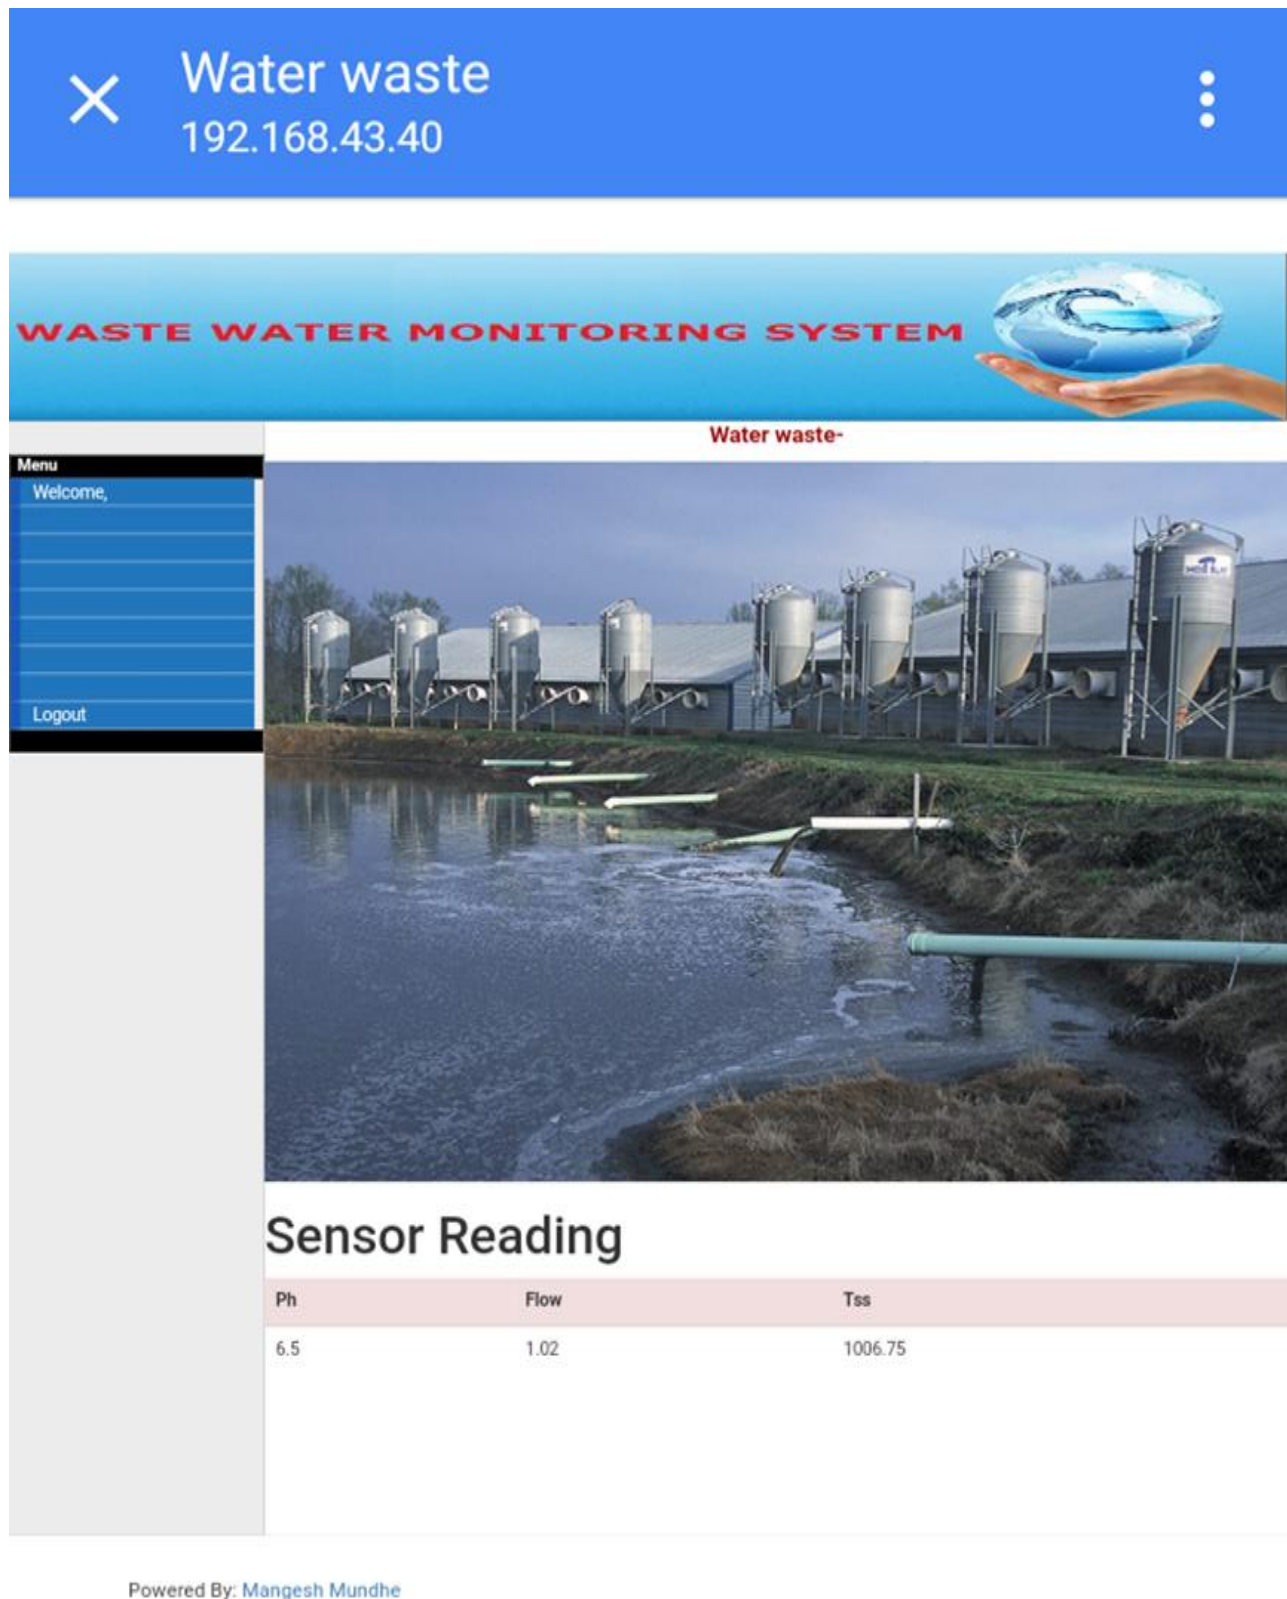 Water waste
192.168.43.40
WASTE WATER MONITORING SYSTEM
Water waste-
Menu
Welcome,
Logout
Sensor Reading
Ph Flow Tss
6.5 1.02 1006.75
Powered By: Mangesh Mundhe